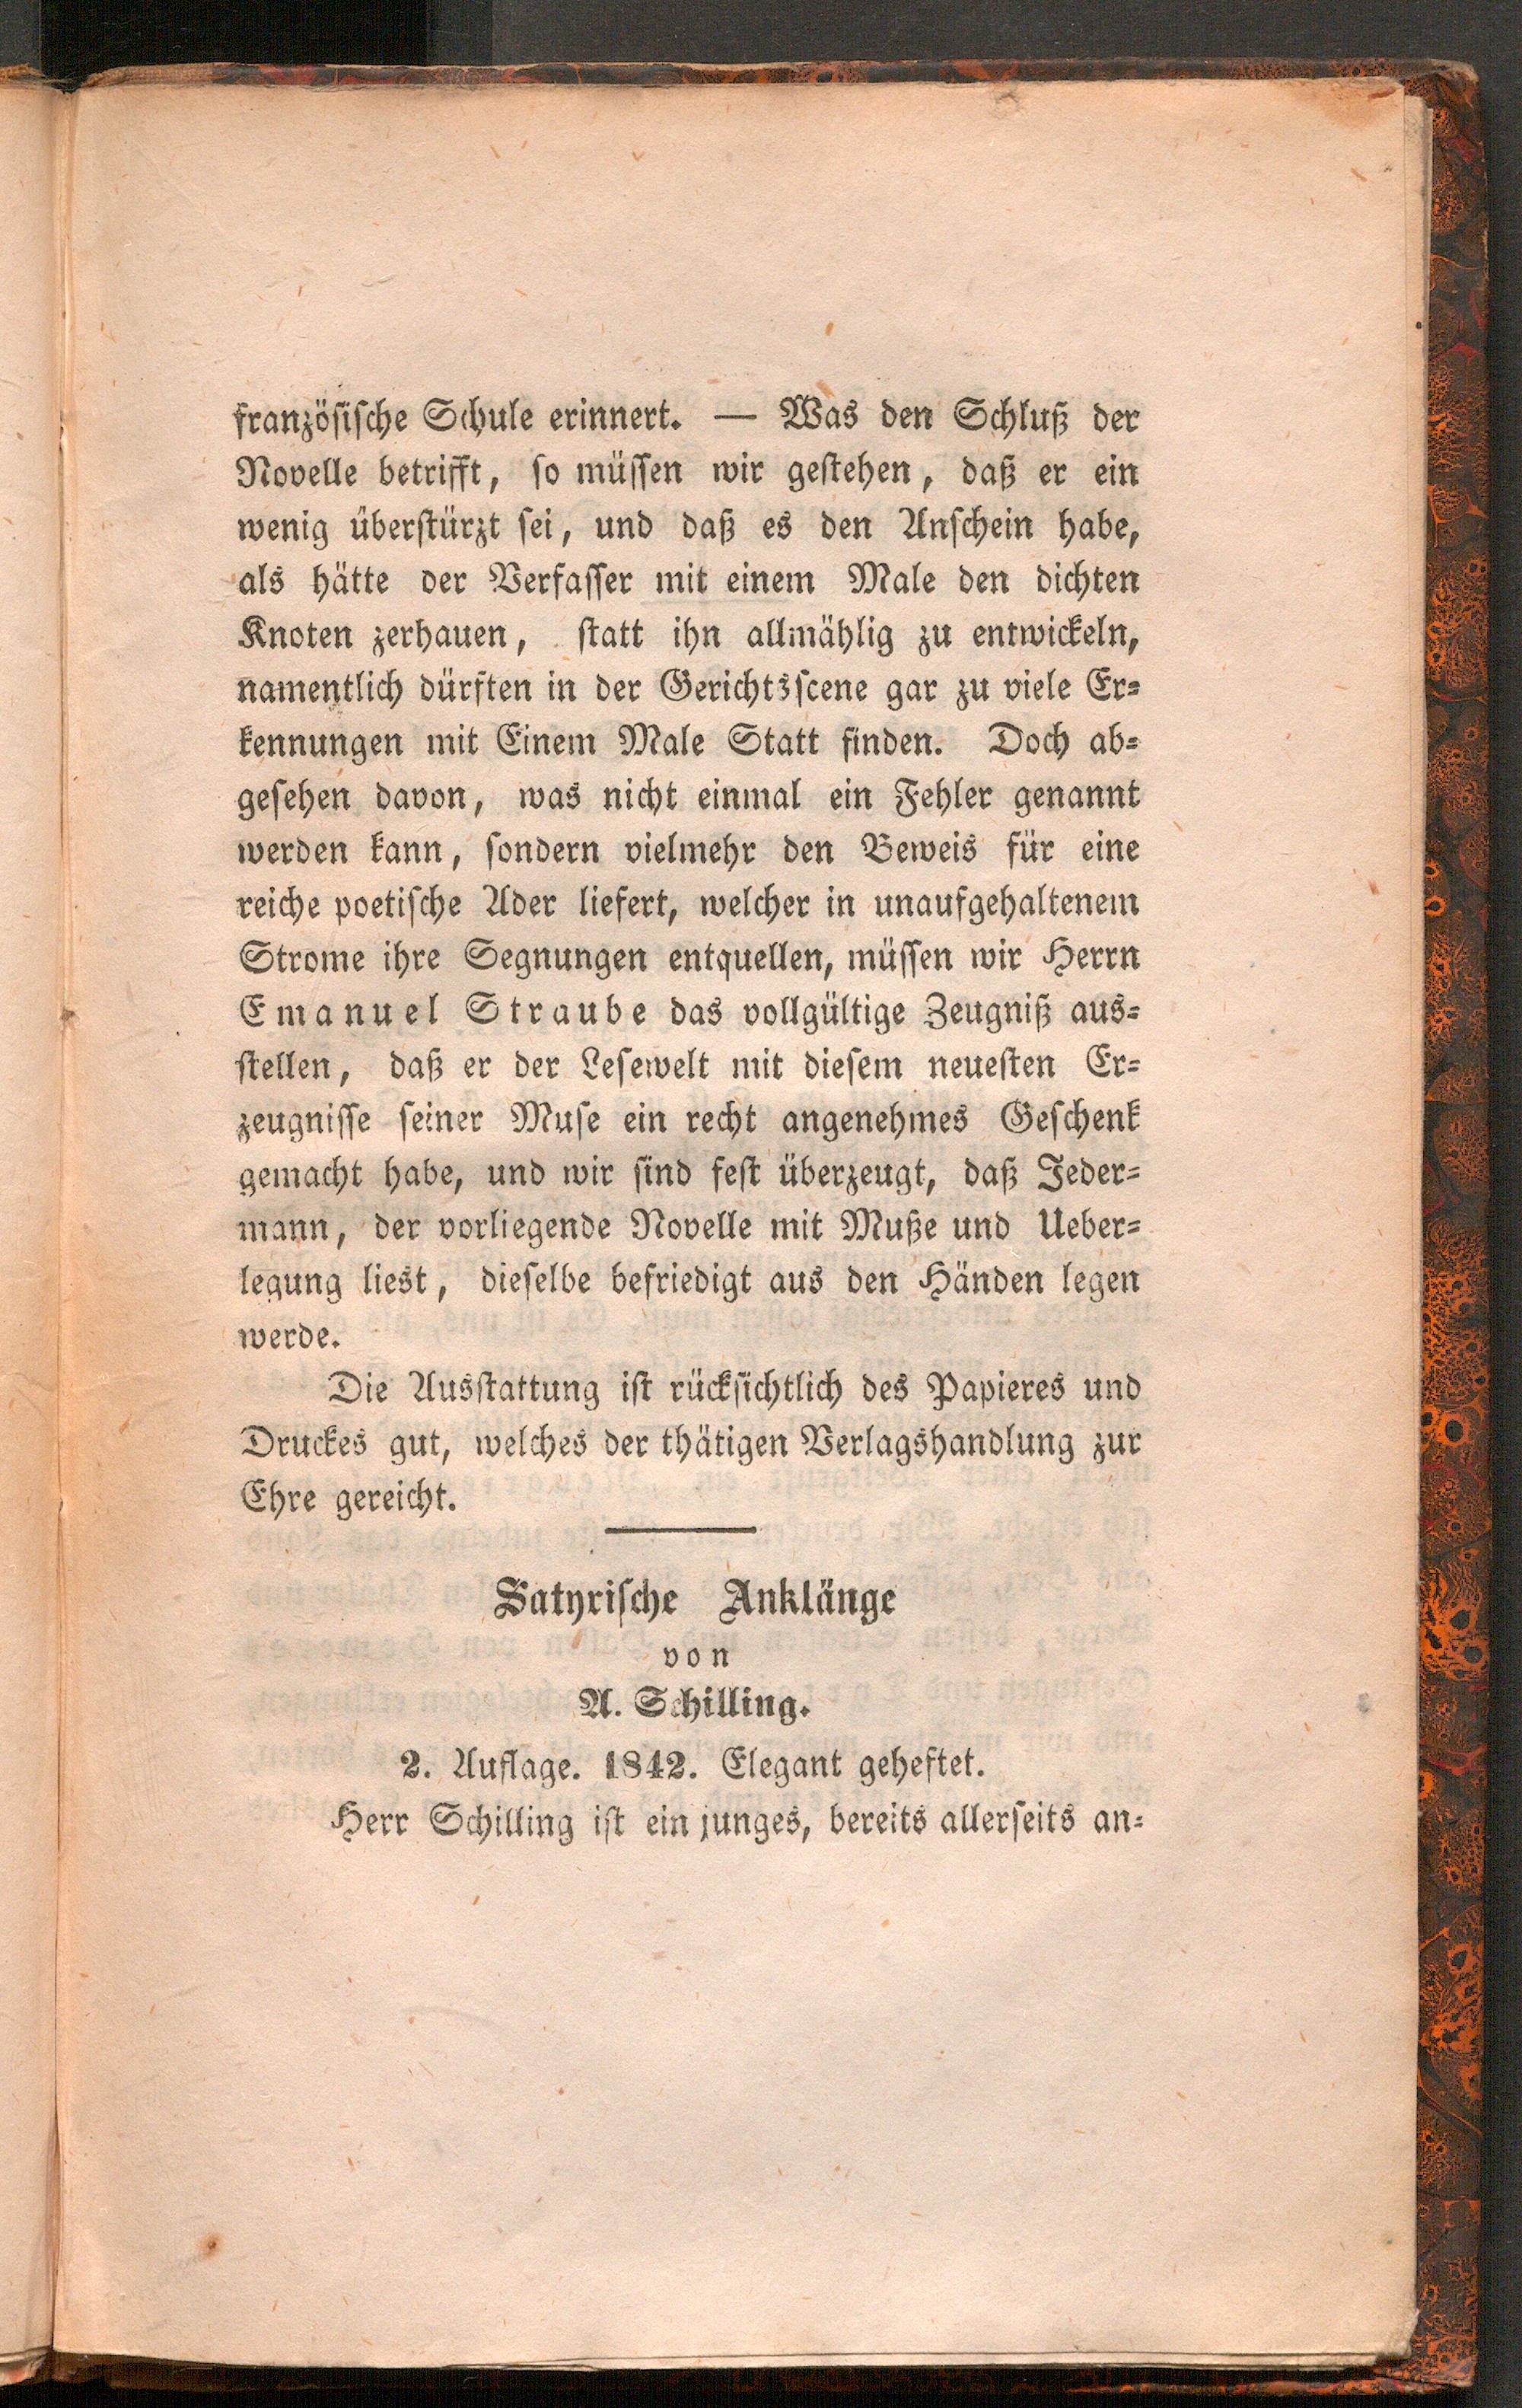 französische Schule erinnert. — Was den Schluß der
Novelle betrifft, so müssen wir gestehen, daß er ein
wenig überstürzt sei, und daß es den Anschein habe,
als hätte der Verfasser mit einem Male den dichten
Knoten zerhauen, statt ihn allmählig zu entwickeln,
namentlich dürften in der Gerichtsscene gar zu viele Er-
kennungen mit Einem Male Statt finden. Doch ab-
gesehen davon, was nicht einmal ein Fehler genannt
werden kann, sondern vielmehr den Beweis für eine
reiche poetische Ader liefert, welcher in unaufgehaltenem
Strome ihre Segnungen entquellen, müssen wir Herrn
Emanuel Straube das vollgültige Zeugniß aus-
stellen, daß er der Lesewelt mit diesem neuesten Er-
zeugnisse seiner Muse ein recht angenehmes Geschenk
gemacht habe, und wir sind fest überzeugt, daß Jeder-
mann, der vorliegende Novelle mit Muße und Ueber-
legung liest, dieselbe befriedigt aus den Händen legen
werde.
Die Ausstattung ist rücksichtlich des Papieres und
Druckes gut, welches der thätigen Verlagshandlung zur
Ehre gereicht.
Satyrische Anklänge
von
A. Schilling.
2. Auflage. 1842. Elegant geheftet.
Herr Schilling ist ein junges, bereits allerseits an-